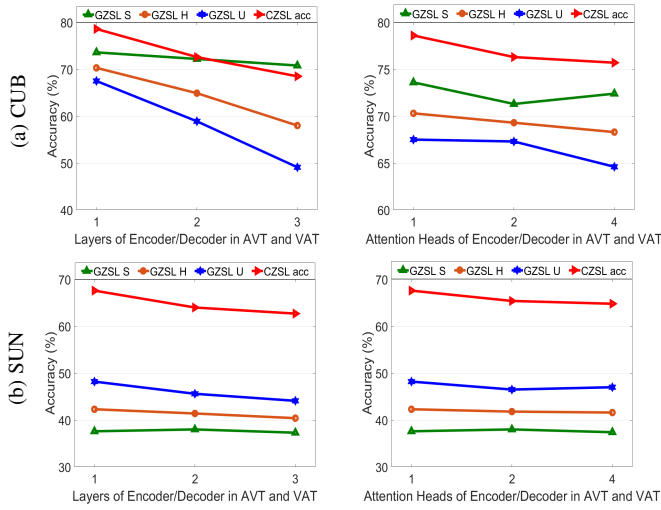 GZSL S GZSL H GZSL U CZSL acc
80
70
60
50
40
Accuracy (%)
1 2 3
Layers of Encoder/Decoder in AVT and VAT
(a) CUB
GZSL S GZSL H GZSL U CZSL acc
80
75
70
65
60
Accuracy (%)
1 2 4
Attention Heads of Encoder/Decoder in AVT and VAT
GZSL S GZSL H GZSL U CZSL acc
70
60
50
40
30
Accuracy (%)
1 2 3
Layers of Encoder/Decoder in AVT and VAT
(b) SUN
GZSL S GZSL H GZSL U CZSL acc
70
60
50
40
30
Accuracy (%)
1 2 4
Attention Heads of Encoder/Decoder in AVT and VAT